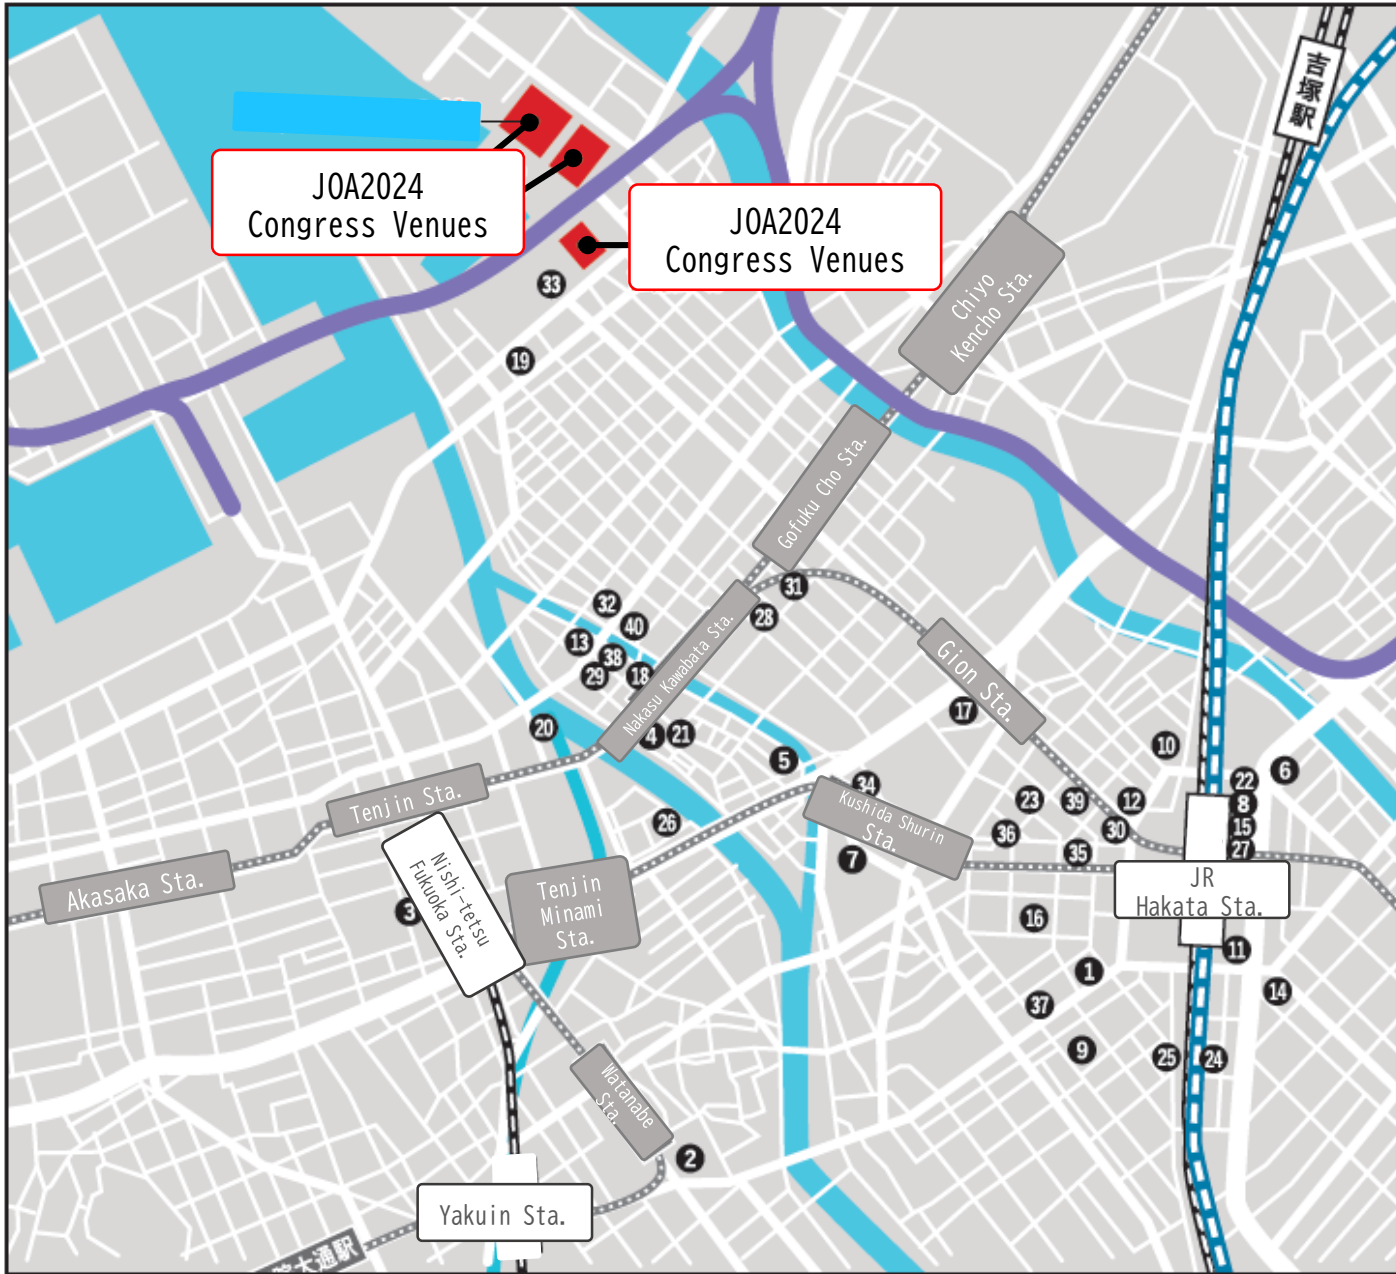 吉塚駅
JOA2024
Congress Venues
JOA2024
Congress Venues
Chiyo
Kencho Sta.
33
19
Gofuku Cho Sta.
31
28
32
40
13
38
29
18
Nakasu Kawabata Sta.
Gion Sta.
17
20
4
21
5
10
6
22
8
15
27
34
Kushida Shurin
Sta.
7
23
39
12
36
30
35
Tenjin Sta.
26
Akasaka Sta.
Nishi-tetsu
Fukuoka Sta.
3
Tenjin
Minami
Sta.
JR
Hakata Sta.
16
11
1
14
37
9
25
24
Watanabe
Sta.
2
Yakuin Sta.
院大通駅